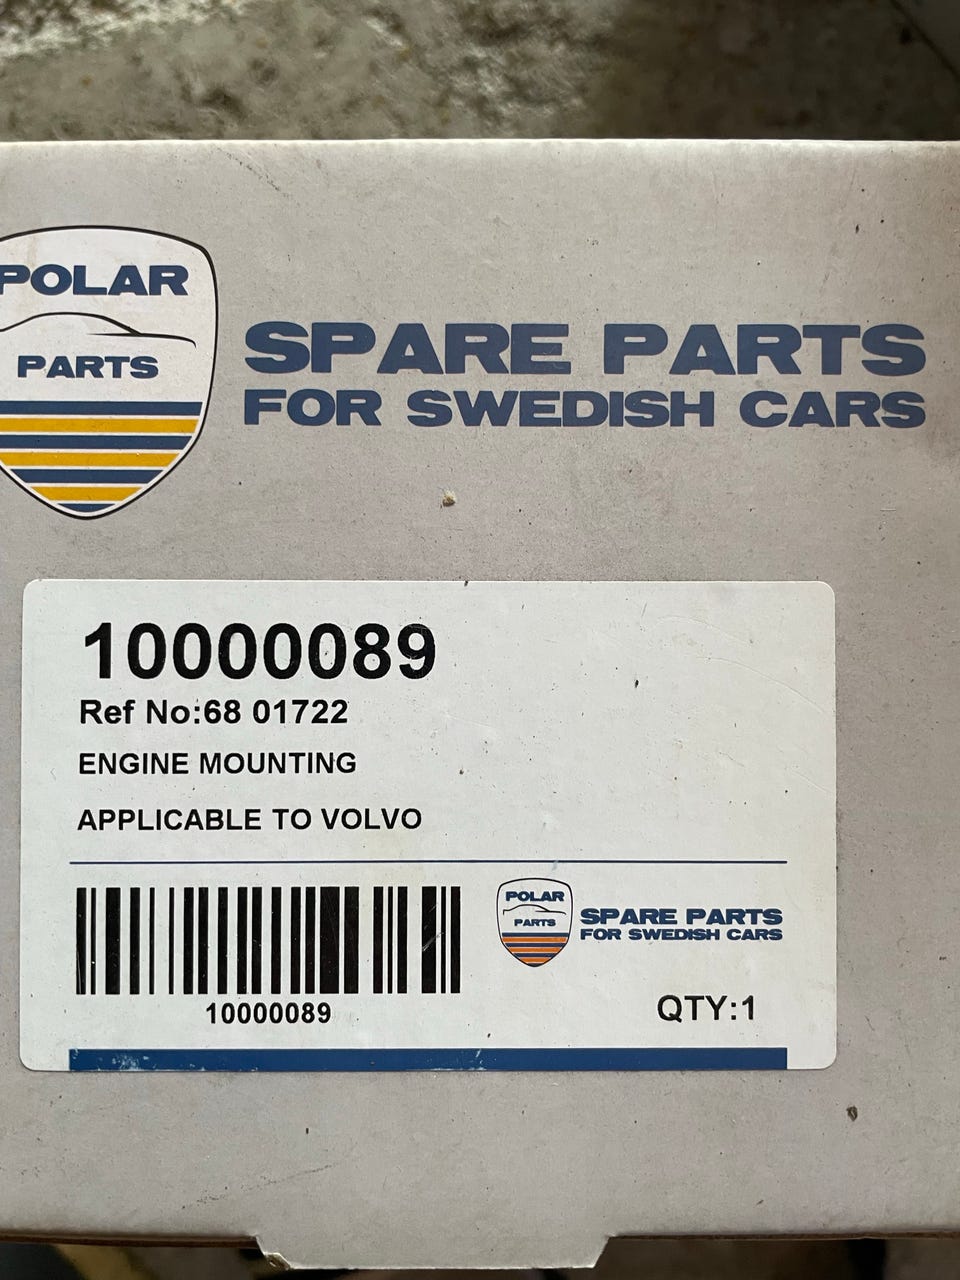 POLAR
PARTS
SPARE PARTS
FOR SWEDISH CARS
10000089
Ref No:68 01722
ENGINE MOUNTING
APPLICABLE TO VOLVO
10000089
POLAR
PARTS
SPARE PARTS
FOR SWEDISH CARS
QTY:1